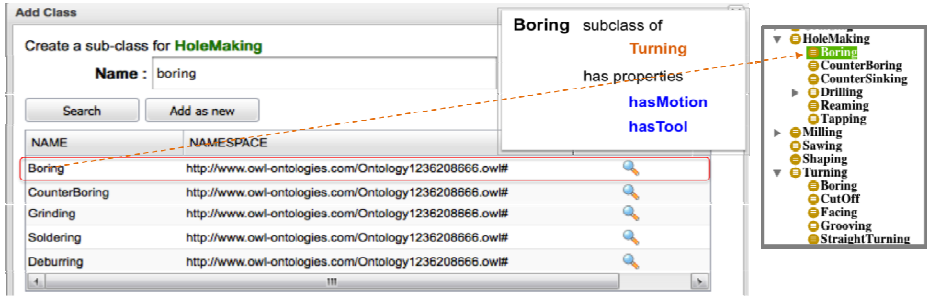 Add Class
Create a sub-class for HoleMaking
Name : boring
Search Add as new
NAME NAMESPACE
Boring http://www.owl-ontologies.com/Ontology1236208666.owl#
CounterBoring http://www.owl-ontologies.com/Ontology1236208666.owl#
Grinding http://www.owl-ontologies.com/Ontology1236208666.owl#
Soldering http://www.owl-ontologies.com/Ontology1236208666.owl#
Deburring http://www.owl-ontologies.com/Ontology1236208666.owl#
Boring subclass of
Turning
has properties
hasMotion
hasTool
HoleMaking
Boring
CounterBoring
CounterSinking
Drilling
Reaming
Tapping
Milling
Sawing
Shaping
Turning
Boring
CutOff
Facing
Grooving
StraightTurning